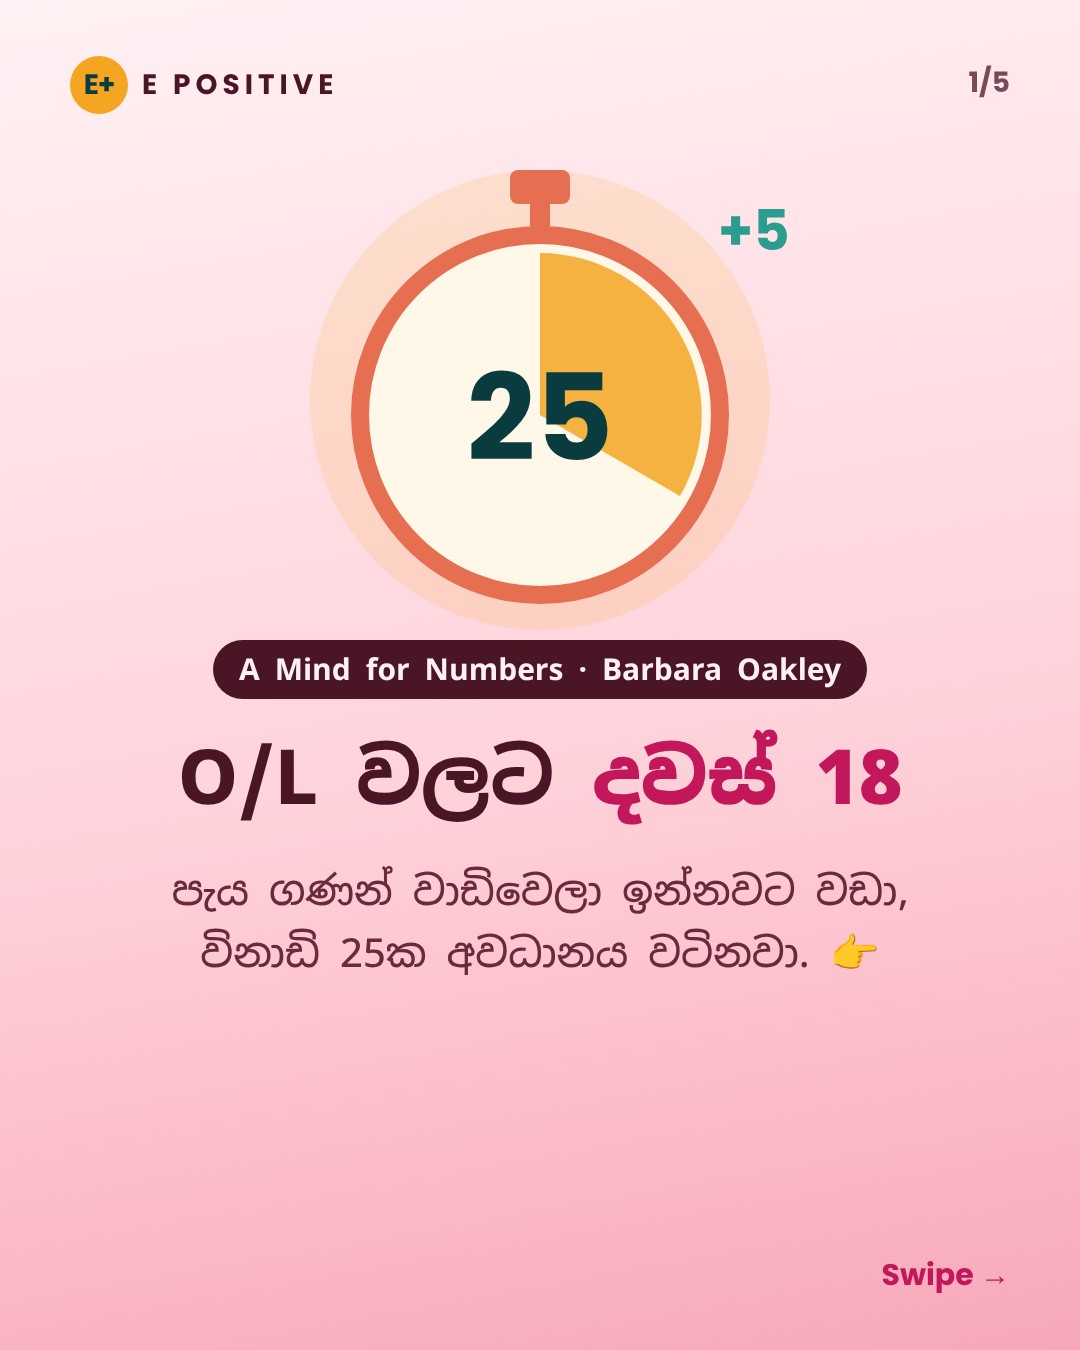 E+ E POSITIVE
1/5
+5
25
A Mind for Numbers · Barbara Oakley
O/L වලට දවස් 18
පැය ගණන් වාඩිවෙලා ඉන්නවට වඩා,
විනාඩි 25ක අවධානය වටිනවා. 👉
Swipe →